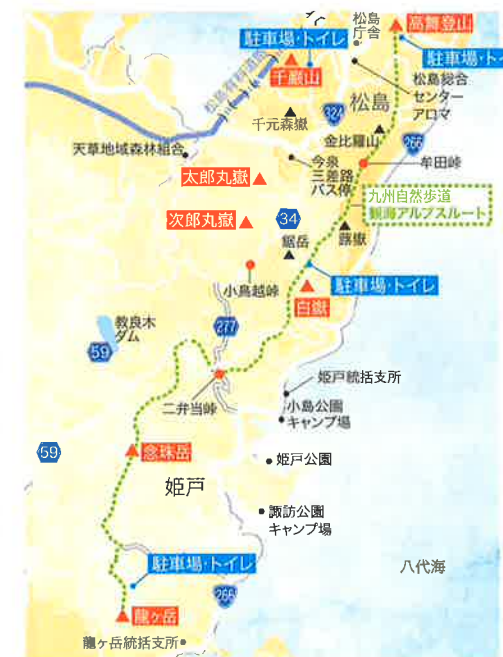 松島
庁舎
高舞登山
駐車場・トイレ
駐車場・トイ
千巌山
松島有料道路
松島総合
センター
アロマ
松島
千元森嶽
324
金比羅山
266
天草地域森林組合
今泉
三差路
バス停
牟田峠
太郎丸嶽
九州自然歩道
観海アルプスルート
次郎丸嶽
34
蕗嶽
鋸岳
小鳥越峠
駐車場・トイレ
白嶽
教良木
ダム
277
59
姫戸統括支所
二弁当峠
小島公園
キャンプ場
59
念珠岳
姫戸公園
姫戸
諏訪公園
キャンプ場
駐車場・トイレ
八代海
266
龍ヶ岳
龍ヶ岳統括支所